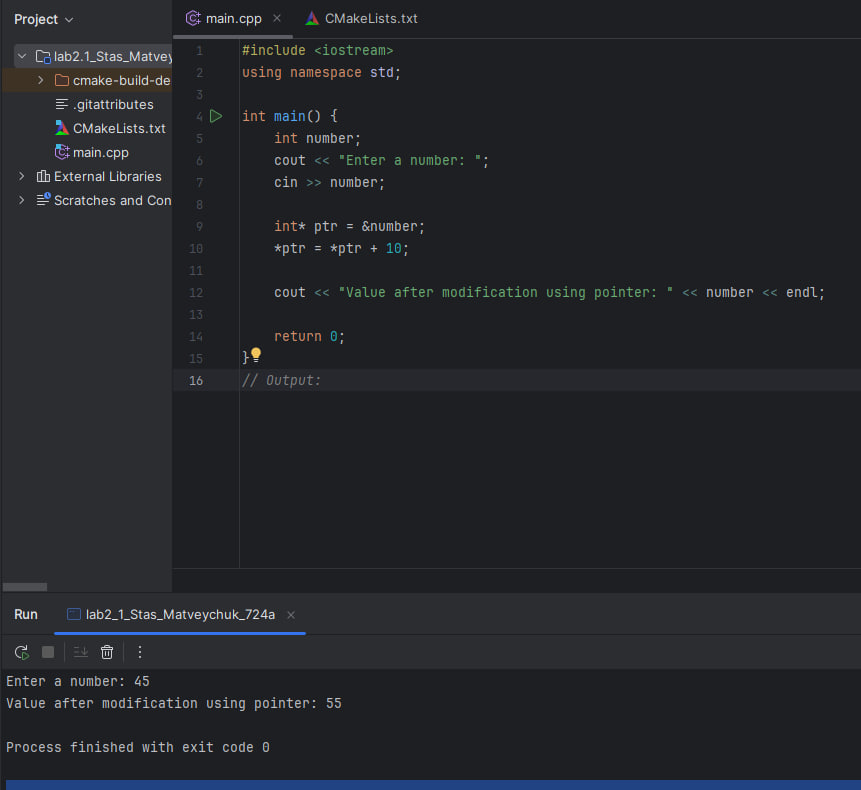 Project
main.cpp
CMakeLists.txt
lab2.1_Stas_Matvey
cmake-build-de
.gitattributes
CMakeLists.txt
main.cpp
External Libraries
Scratches and Con
1 #include <iostream>
2 using namespace std;
3
4 int main() {
5     int number;
6     cout << "Enter a number: ";
7     cin >> number;
8
9     int* ptr = &number;
10     *ptr = *ptr + 10;
11
12     cout << "Value after modification using pointer: " << number << endl;
13
14     return 0;
15 }
16 // Output:
Run lab2_1_Stas_Matveychuk_724a
Enter a number: 45
Value after modification using pointer: 55
Process finished with exit code 0